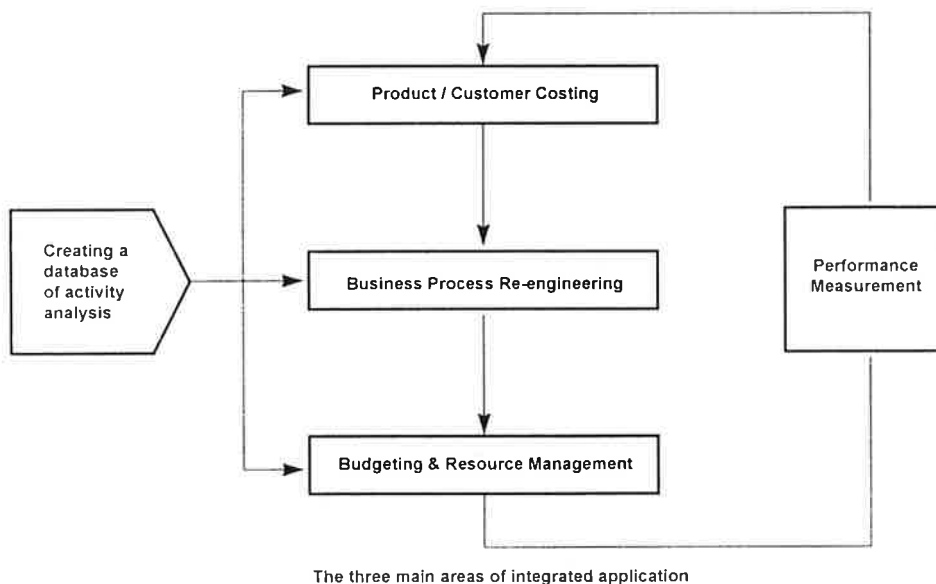 Product / Customer Costing
Creating a
database
of activity
analysis
Business Process Re-engineering
Performance
Measurement
Budgeting & Resource Management
The three main areas of integrated application